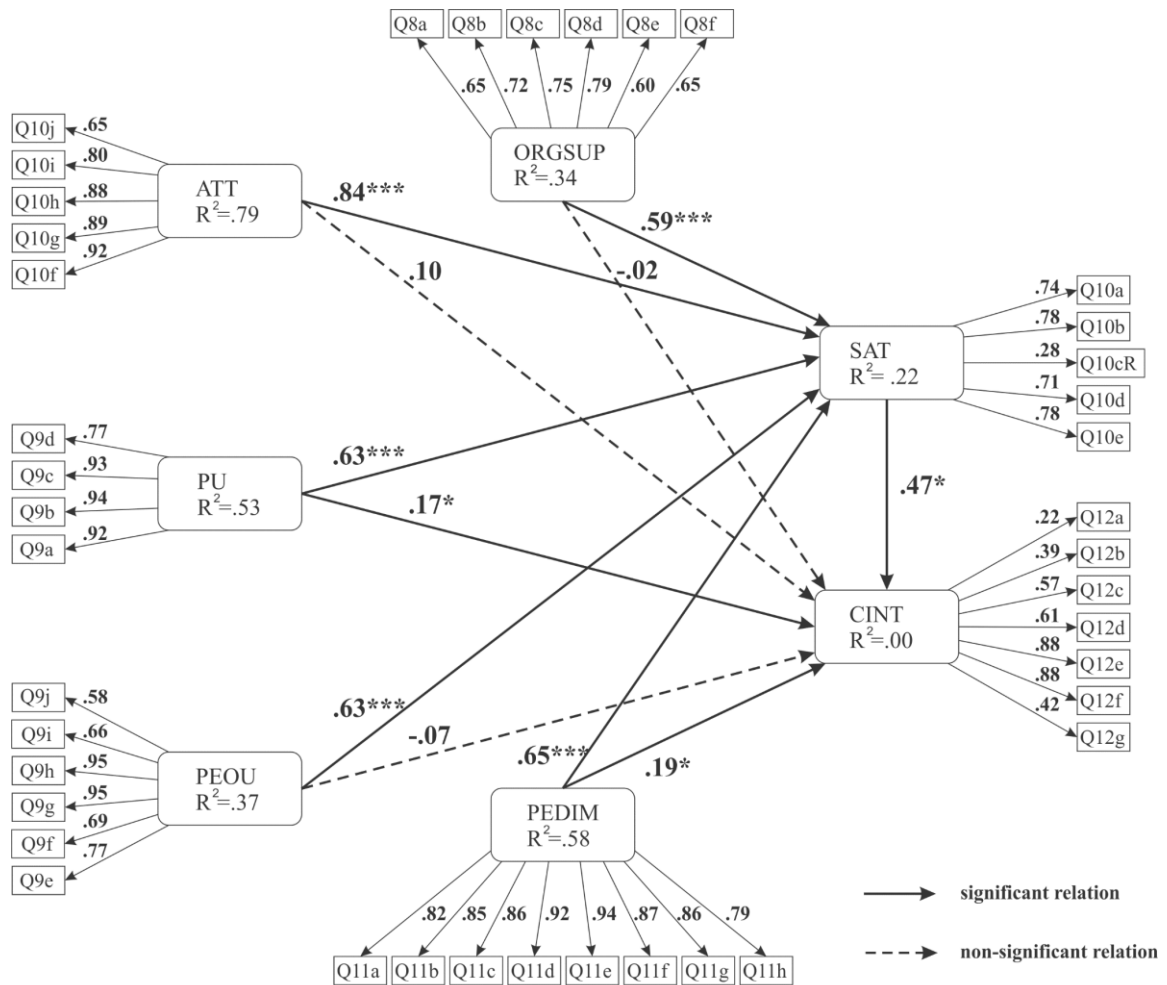 Q8a Q8b Q8c Q8d Q8e Q8f
.65 .72 .75 .79 .60 .65
ORGSUP
R²=.34
Q10j .65
Q10i .80
Q10h .88
Q10g .89
Q10f .92
ATT
R²=.79
.84***
.10
.59***
-.02
SAT
R²= .22
.74 Q10a
.78 Q10b
.28 Q10cR
.71 Q10d
.78 Q10e
Q9d .77
Q9c .93
Q9b .94
Q9a .92
PU
R²=.53
.63***
.17*
.47*
CINT
R²=.00
.22 Q12a
.39 Q12b
.57 Q12c
.61 Q12d
.88 Q12e
.88 Q12f
.42 Q12g
Q9j .58
Q9i .66
Q9h .95
Q9g .95
Q9f .69
Q9e .77
PEOU
R²=.37
.63***
-.07
.65***
.19*
PEDIM
R²=.58
.82 .85 .86 .92 .94 .87 .86 .79
Q11a Q11b Q11c Q11d Q11e Q11f Q11g Q11h
significant relation
non-significant relation